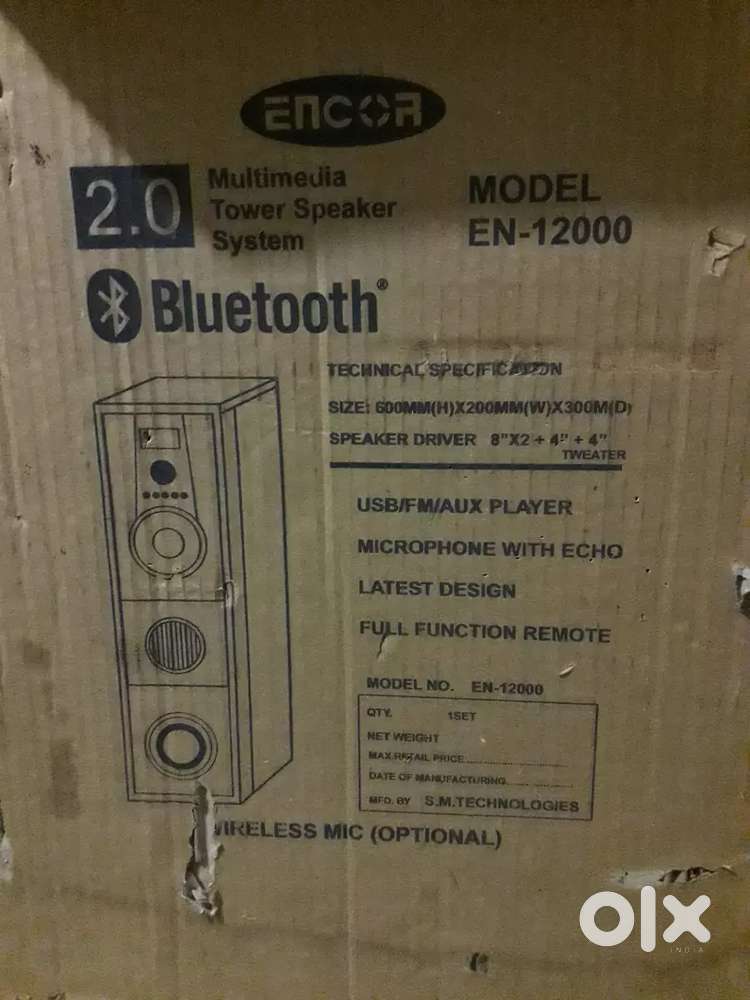 ENCOR
2.0
Multimedia
Tower Speaker
System
MODEL
EN-12000
Bluetooth®
TECHNICAL SPECIFICATION
SIZE: 600MM(H)X200MM(W)X300M(D)
SPEAKER DRIVER 8"X2 + 4" + 4"
TWEATER
USB/FM/AUX PLAYER
MICROPHONE WITH ECHO
LATEST DESIGN
FULL FUNCTION REMOTE
MODEL NO. EN-12000
QTY. 1SET
NET WEIGHT
MAX.RETAIL PRICE
DATE OF MANUFACTURING
MFD. BY S.M.TECHNOLOGIES
WIRELESS MIC (OPTIONAL)
olx
INDIA